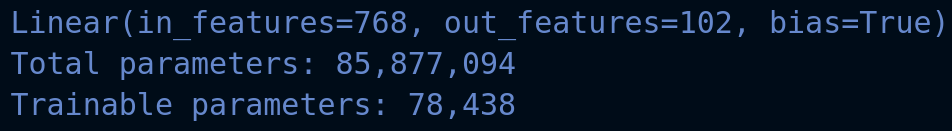 Linear(in_features=768, out_features=102, bias=True)
Total parameters: 85,877,094
Trainable parameters: 78,438